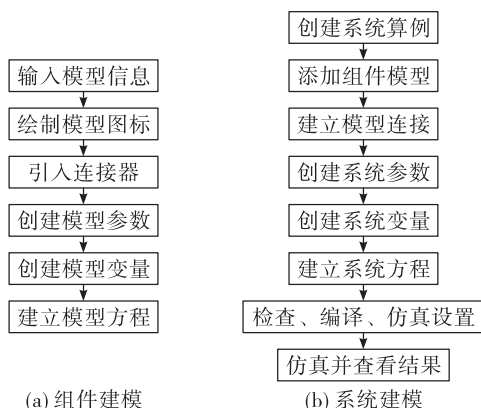 输入模型信息
绘制模型图标
引入连接器
创建模型参数
创建模型变量
建立模型方程
(a) 组件建模
创建系统算例
添加组件模型
建立模型连接
创建系统参数
创建系统变量
建立系统方程
检查、编译、仿真设置
仿真并查看结果
(b) 系统建模